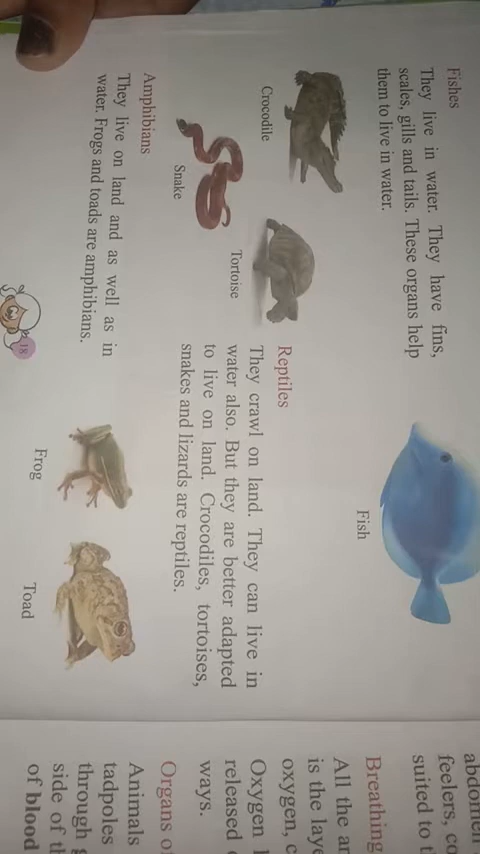 Fishes
They live in water. They have fins,
scales, gills and tails. These organs help
them to live in water.
Fish
Crocodile
Tortoise
Snake
Reptiles
They crawl on land. They can live in
water also. But they are better adapted
to live on land. Crocodiles, tortoises,
snakes and lizards are reptiles.
Amphibians
They live on land and as well as in
water. Frogs and toads are amphibians.
Frog
Toad
18
abdomen
feelers,
suited to
Breathing
All the
is the
oxygen,
Oxygen
released
ways.
Organs
Animals
tadpoles
through
side of
of blood